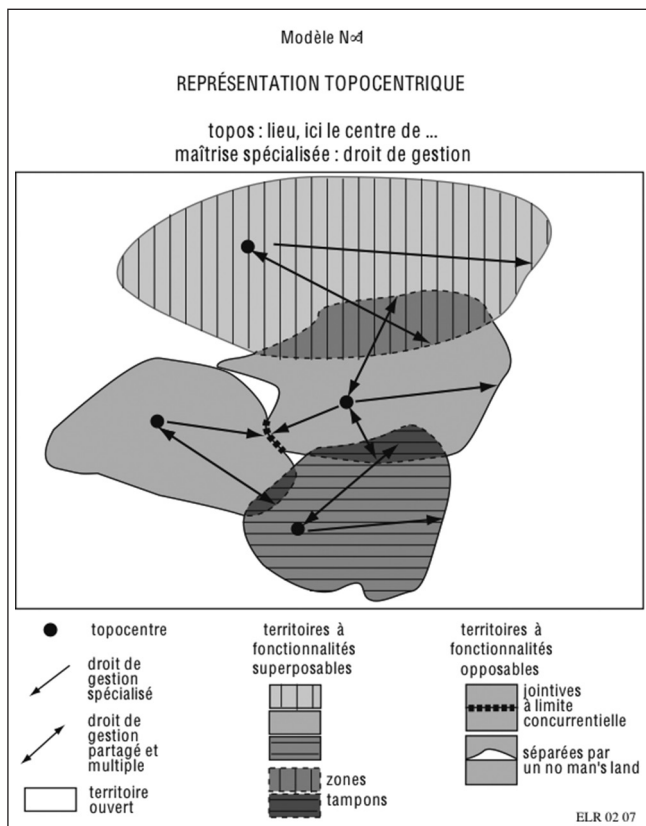 Modèle N∝1
REPRÉSENTATION TOPOCENTRIQUE
topos : lieu, ici le centre de ...
maîtrise spécialisée : droit de gestion
topocentre
droit de
gestion
spécialisé
droit de
gestion
partagé et
multiple
territoire
ouvert
territoires à
fonctionnalités
superposables
zones
tampons
territoires à
fonctionnalités
opposables
jointives
à limite
concurrentielle
séparées par
un no man's land
ELR 02 07